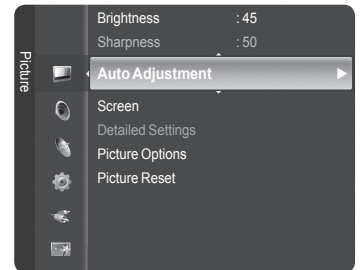 Picture
Brightness : 45
Sharpness : 50
Auto Adjustment
Screen
Detailed Settings
Picture Options
Picture Reset